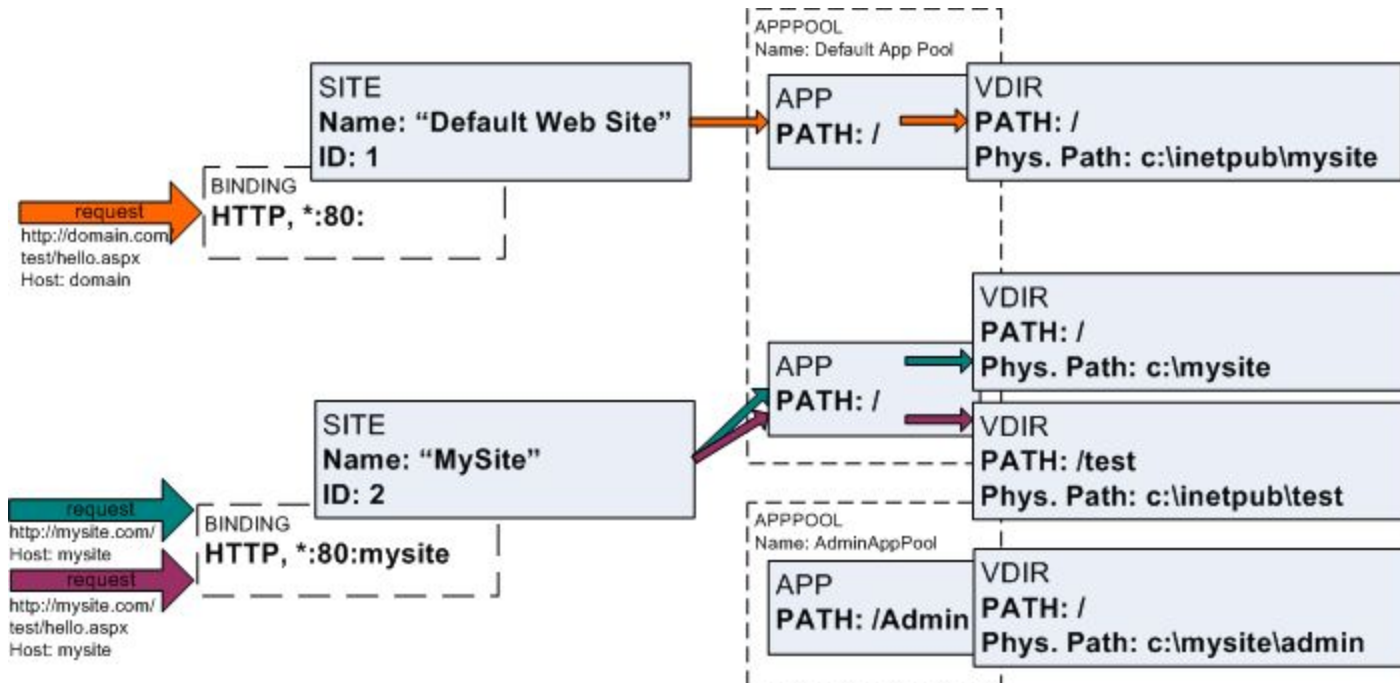 APPPOOL
Name: Default App Pool
SITE
Name: “Default Web Site”
ID: 1
APP
PATH: /
VDIR
PATH: /
Phys. Path: c:\inetpub\mysite
request
http://domain.com/
test/hello.aspx
Host: domain
BINDING
HTTP, *:80:
VDIR
PATH: /
Phys. Path: c:\mysite
APP
PATH: /
SITE
Name: “MySite”
ID: 2
VDIR
PATH: /test
Phys. Path: c:\inetpub\test
request
http://mysite.com/
Host: mysite
request
http://mysite.com/
test/hello.aspx
Host: mysite
BINDING
HTTP, *:80:mysite
APPPOOL
Name: AdminAppPool
APP
PATH: /Admin
VDIR
PATH: /
Phys. Path: c:\mysite\admin